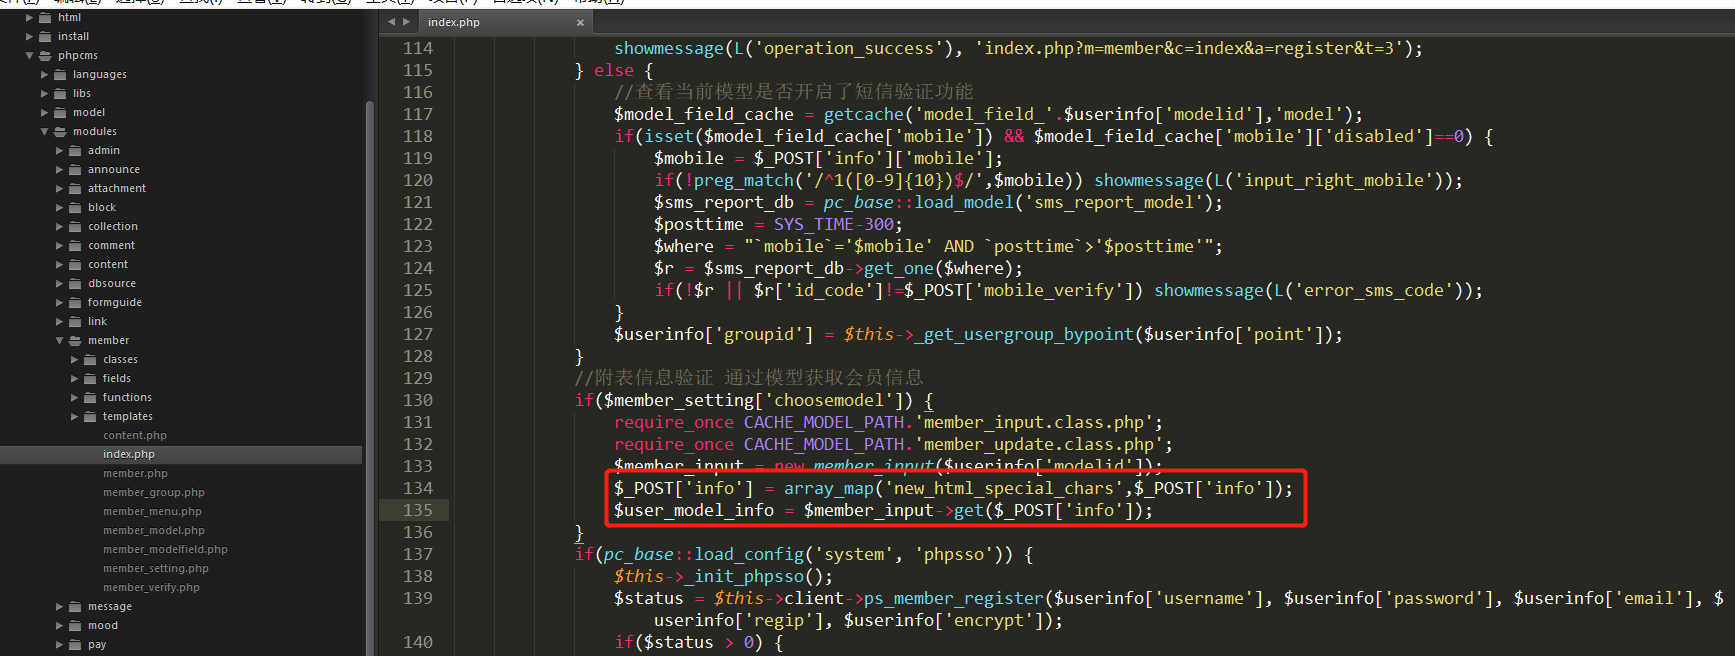 html
install
phpcms
languages
libs
model
modules
admin
announce
attachment
block
collection
comment
content
dbsource
formguide
link
member
classes
fields
functions
templates
content.php
index.php
member.php
member_group.php
member_menu.php
member_model.php
member_modelfield.php
member_setting.php
member_verify.php
message
mood
pay
index.php ×
114 showmessage(L('operation_success'), 'index.php?m=member&c=index&a=register&t=3');
115 } else {
116 //查看当前模型是否开启了短信验证功能
117 $model_field_cache = getcache('model_field_'.$userinfo['modelid'],'model');
118 if(isset($model_field_cache['mobile']) && $model_field_cache['mobile']['disabled']==0) {
119 $mobile = $_POST['info']['mobile'];
120 if(!preg_match('/^1([0-9]{10})$/',$mobile)) showmessage(L('input_right_mobile'));
121 $sms_report_db = pc_base::load_model('sms_report_model');
122 $posttime = SYS_TIME-300;
123 $where = "`mobile`='$mobile' AND `posttime`>'$posttime'";
124 $r = $sms_report_db->get_one($where);
125 if(!$r || $r['id_code']!=$_POST['mobile_verify']) showmessage(L('error_sms_code'));
126 }
127 $userinfo['groupid'] = $this->_get_usergroup_bypoint($userinfo['point']);
128 }
129 //附表信息验证 通过模型获取会员信息
130 if($member_setting['choosemodel']) {
131 require_once CACHE_MODEL_PATH.'member_input.class.php';
132 require_once CACHE_MODEL_PATH.'member_update.class.php';
133 $member_input = new member_input($userinfo['modelid']);
134 $_POST['info'] = array_map('new_html_special_chars',$_POST['info']);
135 $user_model_info = $member_input->get($_POST['info']);
136 }
137 if(pc_base::load_config('system', 'phpsso')) {
138 $this->_init_phpsso();
139 $status = $this->client->ps_member_register($userinfo['username'], $userinfo['password'], $userinfo['email'], $
userinfo['regip'], $userinfo['encrypt']);
140 if($status > 0) {